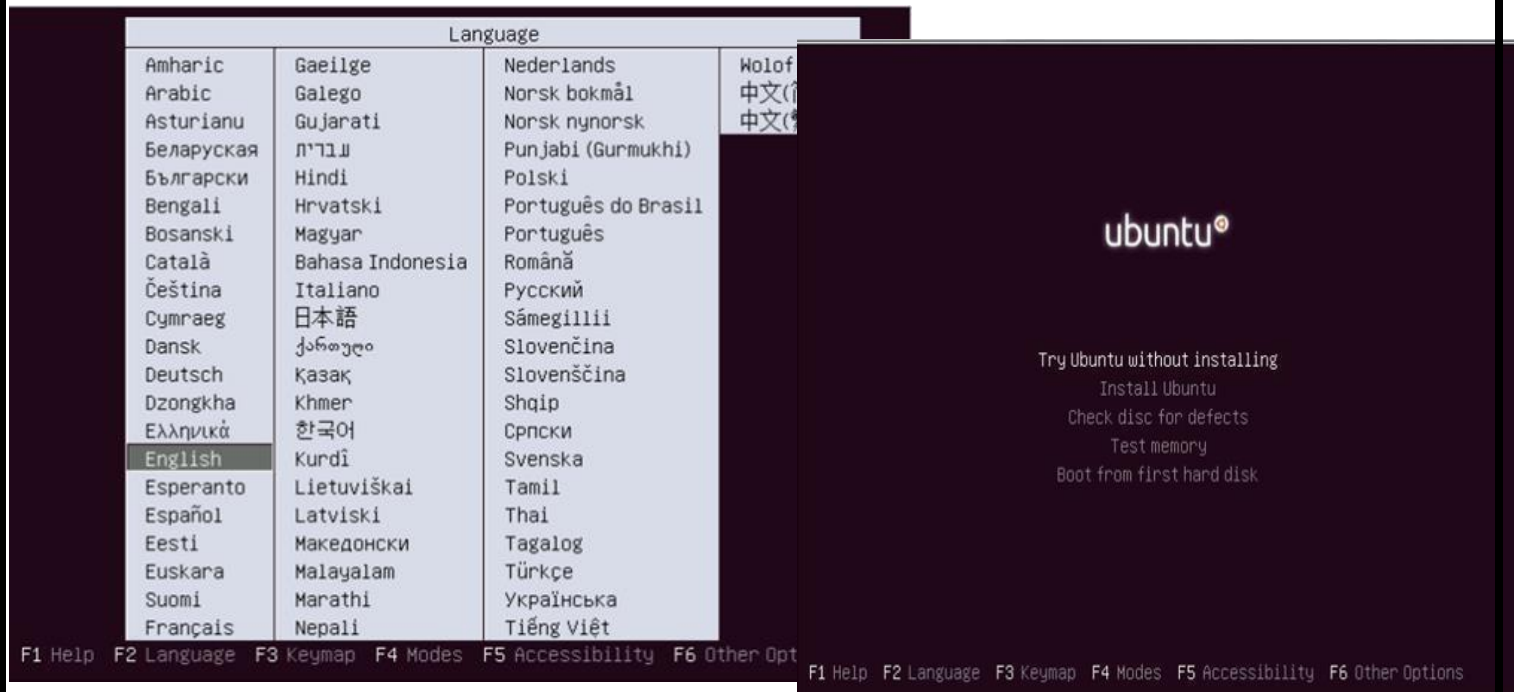 Language
Amharic
Arabic
Asturianu
Беларуская
Български
Bengali
Bosanski
Català
Čeština
Cymraeg
Dansk
Deutsch
Dzongkha
Ελληνικά
English
Esperanto
Español
Eesti
Euskara
Suomi
Français
Gaeilge
Galego
Gujarati
עברית
Hindi
Hrvatski
Magyar
Bahasa Indonesia
Italiano
日本語
ქართული
Қазақ
Khmer
한국어
Kurdî
Lietuviškai
Latviski
Македонски
Malayalam
Marathi
Nepali
Nederlands
Norsk bokmål
Norsk nynorsk
Punjabi (Gurmukhi)
Polski
Português do Brasil
Português
Română
Русский
Sámegillii
Slovenčina
Slovenščina
Shqip
Српски
Svenska
Tamil
Thai
Tagalog
Türkçe
Українська
Tiếng Việt
Wolof
中文(
中文(
F1 Help F2 Language F3 Keymap F4 Modes F5 Accessibility F6 Other Opt
ubuntu
Try Ubuntu without installing
Install Ubuntu
Check disc for defects
Test memory
Boot from first hard disk
F1 Help F2 Language F3 Keymap F4 Modes F5 Accessibility F6 Other Options